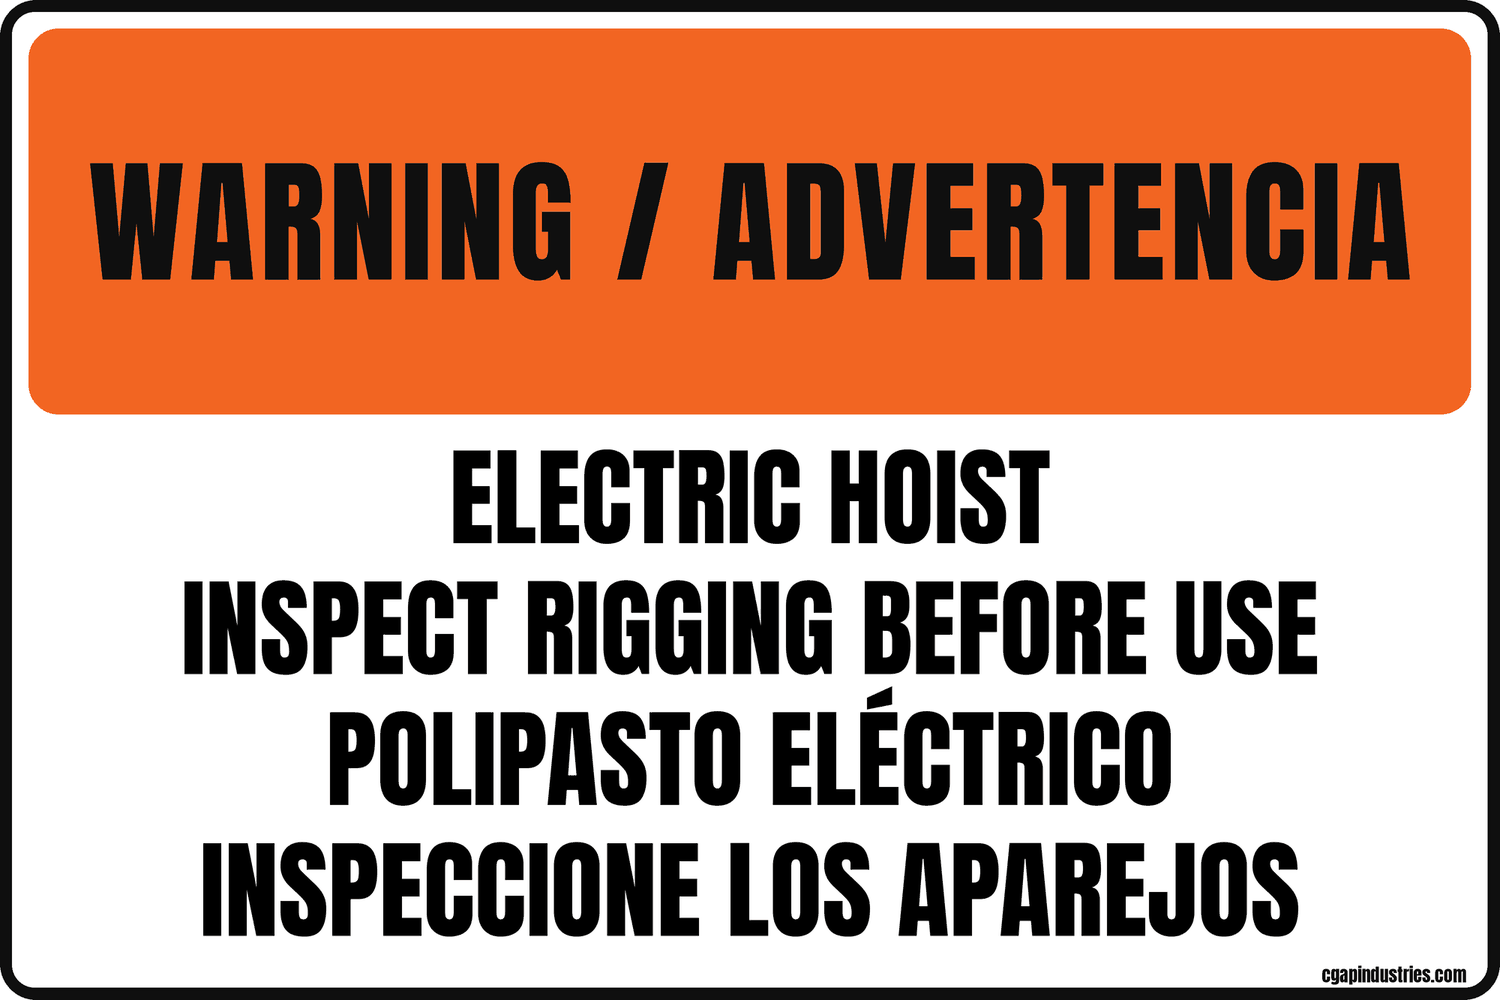 WARNING / ADVERTENCIA
ELECTRIC HOIST
INSPECT RIGGING BEFORE USE
POLIPASTO ELÉCTRICO
INSPECCIONE LOS APAREJOS
cgapindustries.com